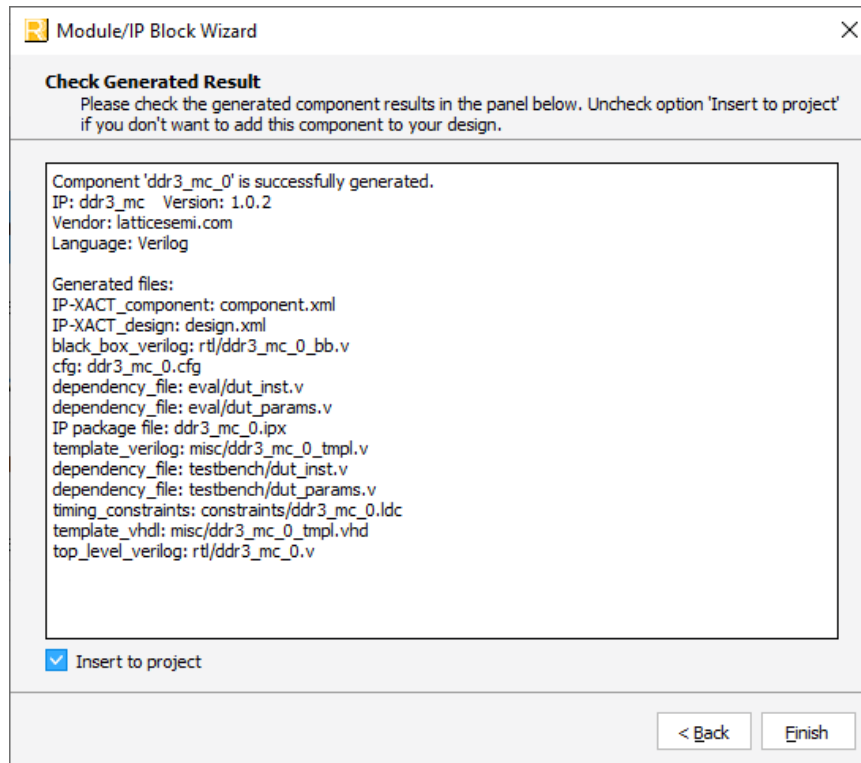 Module/IP Block Wizard
Check Generated Result
Please check the generated component results in the panel below. Uncheck option 'Insert to project'
if you don't want to add this component to your design.
Component 'ddr3_mc_0' is successfully generated.
IP: ddr3_mc Version: 1.0.2
Vendor: latticesemi.com
Language: Verilog
Generated files:
IP-XACT_component: component.xml
IP-XACT_design: design.xml
black_box_verilog: rtl/ddr3_mc_0_bb.v
cfg: ddr3_mc_0.cfg
dependency_file: eval/dut_inst.v
dependency_file: eval/dut_params.v
IP package file: ddr3_mc_0.ipx
template_verilog: misc/ddr3_mc_0_tmpl.v
dependency_file: testbench/dut_inst.v
dependency_file: testbench/dut_params.v
timing_constraints: constraints/ddr3_mc_0.ldc
template_vhdl: misc/ddr3_mc_0_tmpl.vhd
top_level_verilog: rtl/ddr3_mc_0.v
Insert to project
< Back Finish